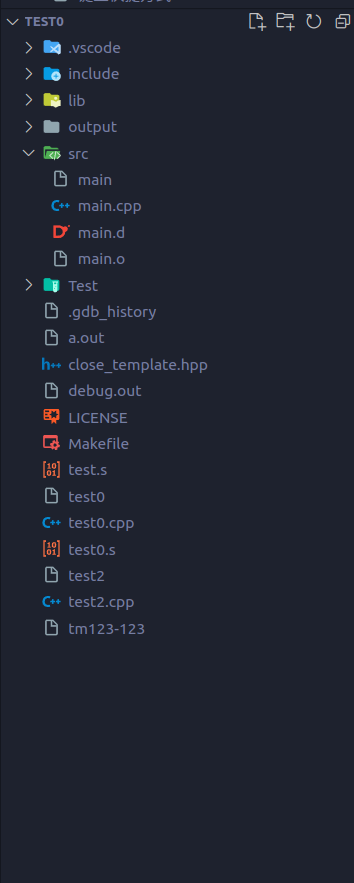 TEST0
.vscode
include
lib
output
src
main
C++ main.cpp
main.d
main.o
Test
.gdb_history
a.out
h++ close_template.hpp
debug.out
LICENSE
Makefile
test.s
test0
C++ test0.cpp
test0.s
test2
C++ test2.cpp
tm123-123